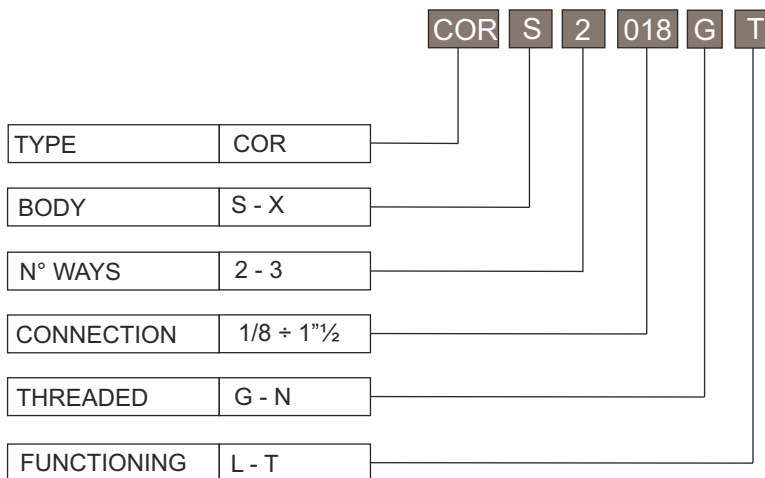 COR S 2 018 G T
TYPE COR
BODY S - X
N° WAYS 2 - 3
CONNECTION 1/8 ÷ 1”½
THREADED G - N
FUNCTIONING L - T